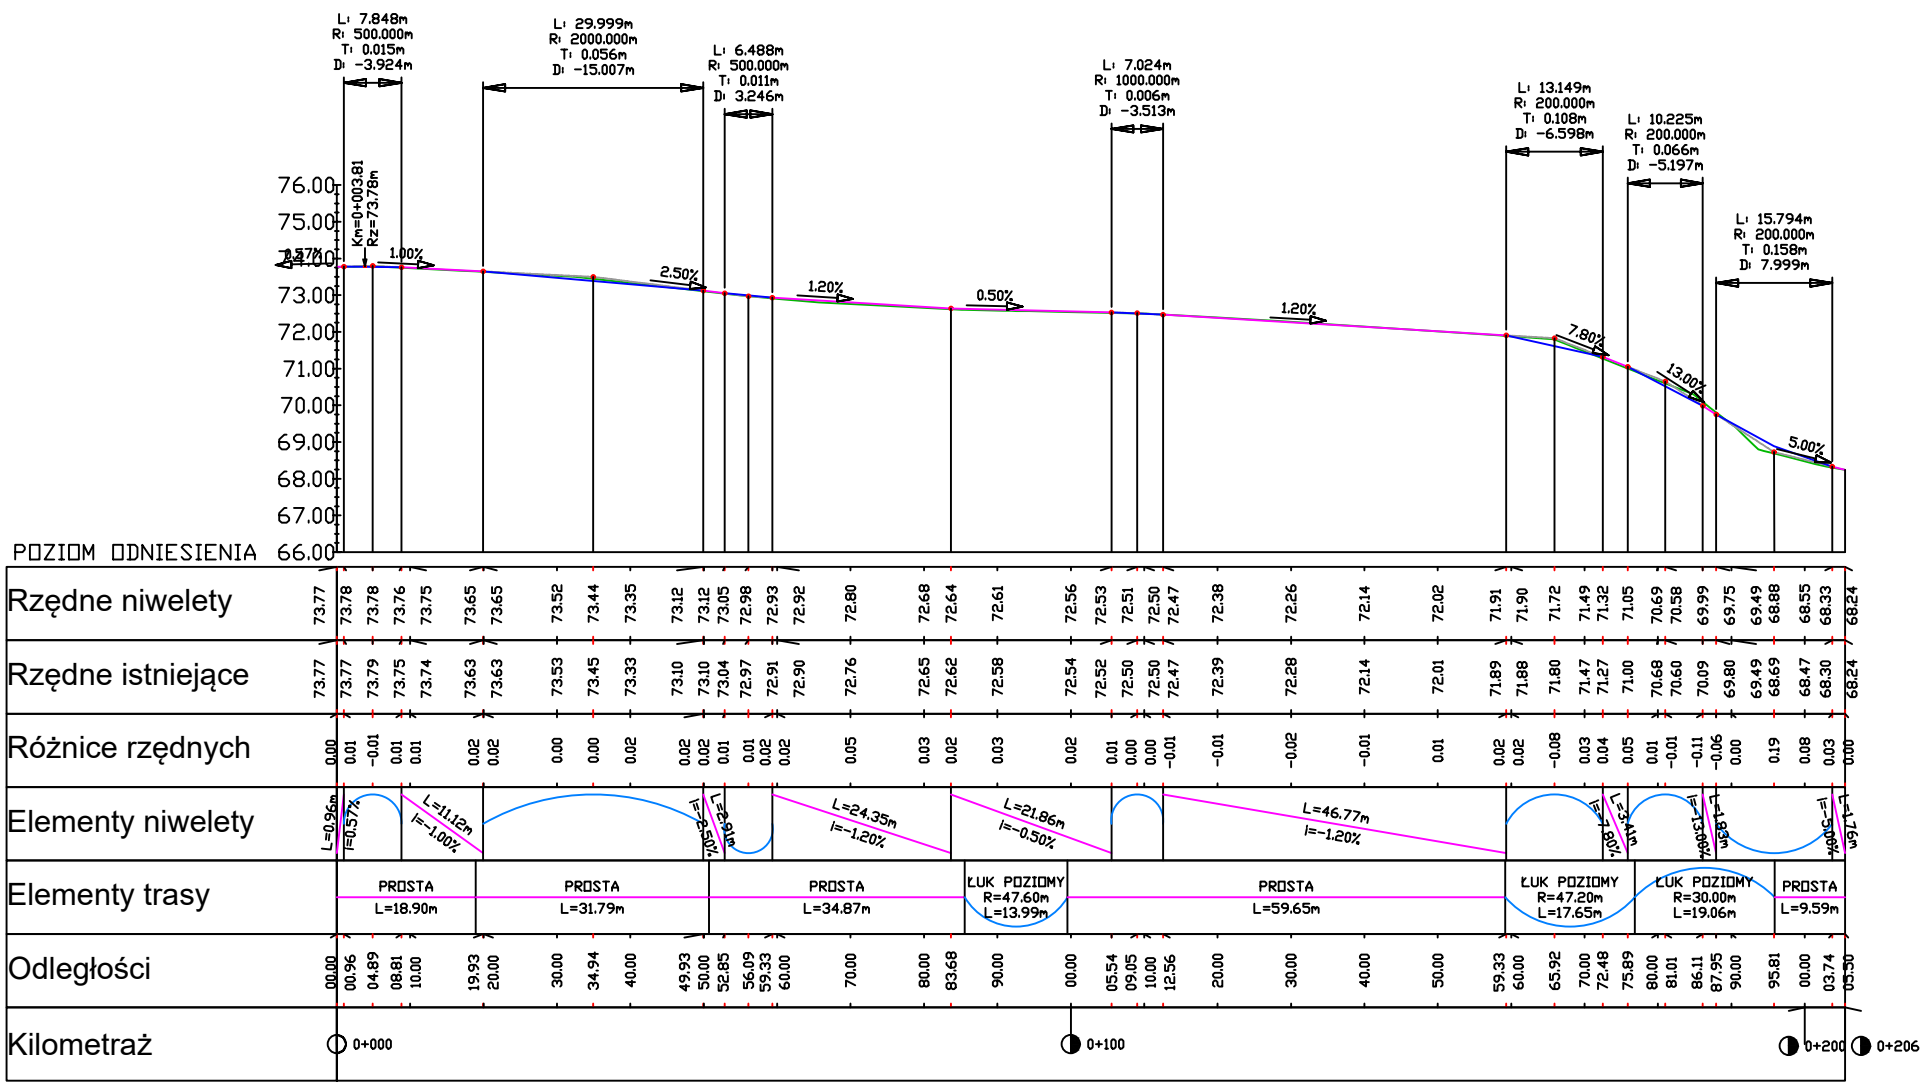 L: 7.848m
R: 500.000m
T: 0.015m
D: -3.924m
L: 29.999m
R: 2000.000m
T: 0.056m
D: -15.007m
L: 6.488m
R: 500.000m
T: 0.011m
D: 3.246m
L: 7.024m
R: 1000.000m
T: 0.006m
D: -3.513m
L: 13.149m
R: 200.000m
T: 0.108m
D: -6.598m
L: 10.225m
R: 200.000m
T: 0.066m
D: -5.197m
L: 15.794m
R: 200.000m
T: 0.158m
D: 7.999m
Km=0+003.81
Rz=73.78m
0.57% 1.00% 2.50% 1.20% 0.50% 1.20% 7.80% 13.00% 5.00%
76.00
75.00
74.00
73.00
72.00
71.00
70.00
69.00
68.00
67.00
POZIOM ODNIESIENIA 66.00
Rzędne niwelety 73.77 73.78 73.78 73.76 73.75 73.65 73.65 73.52 73.44 73.35 73.12 73.12 73.05 72.98 72.93 72.92 72.80 72.68 72.64 72.61 72.56 72.53 72.51 72.50 72.47 72.38 72.26 72.14 72.02 71.91 71.90 71.72 71.49 71.32 71.05 70.69 70.58 69.99 69.75 69.49 68.88 68.55 68.33 68.24
Rzędne istniejące 73.77 73.77 73.79 73.75 73.74 73.63 73.63 73.53 73.45 73.33 73.10 73.10 73.04 72.97 72.91 72.90 72.76 72.65 72.62 72.58 72.54 72.52 72.50 72.50 72.47 72.39 72.28 72.14 72.01 71.89 71.88 71.80 71.47 71.27 71.00 70.68 70.60 70.09 69.80 69.49 68.69 68.47 68.30 68.24
Różnice rzędnych 0.00 0.01 -0.01 0.01 0.01 0.02 0.02 0.00 0.00 0.02 0.02 0.02 0.01 0.01 0.02 0.02 0.05 0.03 0.02 0.03 0.02 0.01 0.00 0.00 -0.01 -0.01 -0.02 -0.01 0.01 0.02 0.02 -0.08 0.03 0.04 0.05 0.01 -0.01 -0.11 -0.06 0.00 0.19 0.08 0.03 0.00
Elementy niwelety
L=0.96m
i=0.57%
L=11.12m
i=-1.00%
L=2.91m
i=-2.50%
L=24.35m
i=-1.20%
L=21.86m
i=-0.50%
L=46.77m
i=-1.20%
L=3.41m
i=-7.80%
L=1.83m
i=-13.00%
L=1.76m
i=-5.00%
Elementy trasy
PROSTA
L=18.90m
PROSTA
L=31.79m
PROSTA
L=34.87m
ŁUK POZIOMY
R=47.60m
L=13.99m
PROSTA
L=59.65m
ŁUK POZIOMY
R=47.20m
L=17.65m
ŁUK POZIOMY
R=30.00m
L=19.06m
PROSTA
L=9.59m
Odległości 00.00 00.96 04.89 08.81 10.00 19.93 20.00 30.00 34.94 40.00 49.93 50.00 52.85 56.09 59.33 60.00 70.00 80.00 83.68 90.00 00.00 05.54 09.05 10.00 12.56 20.00 30.00 40.00 50.00 59.33 60.00 65.92 70.00 72.48 75.89 80.00 81.01 86.11 87.95 90.00 95.81 00.00 03.74 05.50
Kilometraż 0+000 0+100 0+200 0+206